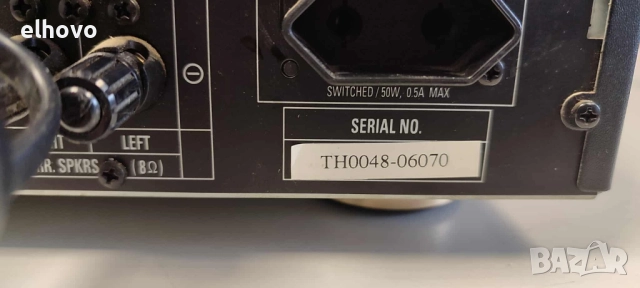 elhovo
SWITCHED / 50W, 0.5A MAX
SERIAL NO.
TH0048-06070
LEFT
R. SPKRS (8Ω)
BAZAR